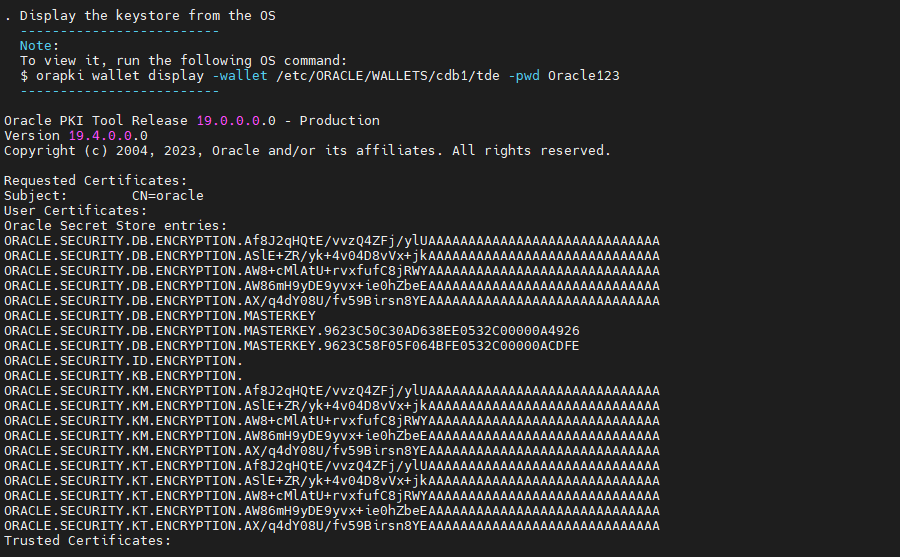 . Display the keystore from the OS
-------------------------
Note:
To view it, run the following OS command:
$ orapki wallet display -wallet /etc/ORACLE/WALLETS/cdb1/tde -pwd Oracle123
-------------------------
Oracle PKI Tool Release 19.0.0.0.0 - Production
Version 19.4.0.0.0
Copyright (c) 2004, 2023, Oracle and/or its affiliates. All rights reserved.
Requested Certificates:
Subject:        CN=oracle
User Certificates:
Oracle Secret Store entries:
ORACLE.SECURITY.DB.ENCRYPTION.Af8J2qHQtE/vvzQ4ZFj/ylUAAAAAAAAAAAAAAAAAAAAAAAAAAAAA
ORACLE.SECURITY.DB.ENCRYPTION.ASlE+ZR/yk+4v04D8vVx+jkAAAAAAAAAAAAAAAAAAAAAAAAAAAAA
ORACLE.SECURITY.DB.ENCRYPTION.AW8+cMlAtU+rvxfufC8jRWYAAAAAAAAAAAAAAAAAAAAAAAAAAAAA
ORACLE.SECURITY.DB.ENCRYPTION.AW86mH9yDE9yvx+ie0hZbeEAAAAAAAAAAAAAAAAAAAAAAAAAAAAA
ORACLE.SECURITY.DB.ENCRYPTION.AX/q4dY08U/fv59Birsn8YEAAAAAAAAAAAAAAAAAAAAAAAAAAAAA
ORACLE.SECURITY.DB.ENCRYPTION.MASTERKEY
ORACLE.SECURITY.DB.ENCRYPTION.MASTERKEY.9623C50C30AD638EE0532C00000A4926
ORACLE.SECURITY.DB.ENCRYPTION.MASTERKEY.9623C58F05F064BFE0532C00000ACDFE
ORACLE.SECURITY.ID.ENCRYPTION.
ORACLE.SECURITY.KB.ENCRYPTION.
ORACLE.SECURITY.KM.ENCRYPTION.Af8J2qHQtE/vvzQ4ZFj/ylUAAAAAAAAAAAAAAAAAAAAAAAAAAAAA
ORACLE.SECURITY.KM.ENCRYPTION.ASlE+ZR/yk+4v04D8vVx+jkAAAAAAAAAAAAAAAAAAAAAAAAAAAAA
ORACLE.SECURITY.KM.ENCRYPTION.AW8+cMlAtU+rvxfufC8jRWYAAAAAAAAAAAAAAAAAAAAAAAAAAAAA
ORACLE.SECURITY.KM.ENCRYPTION.AW86mH9yDE9yvx+ie0hZbeEAAAAAAAAAAAAAAAAAAAAAAAAAAAAA
ORACLE.SECURITY.KM.ENCRYPTION.AX/q4dY08U/fv59Birsn8YEAAAAAAAAAAAAAAAAAAAAAAAAAAAAA
ORACLE.SECURITY.KT.ENCRYPTION.Af8J2qHQtE/vvzQ4ZFj/ylUAAAAAAAAAAAAAAAAAAAAAAAAAAAAA
ORACLE.SECURITY.KT.ENCRYPTION.ASlE+ZR/yk+4v04D8vVx+jkAAAAAAAAAAAAAAAAAAAAAAAAAAAAA
ORACLE.SECURITY.KT.ENCRYPTION.AW8+cMlAtU+rvxfufC8jRWYAAAAAAAAAAAAAAAAAAAAAAAAAAAAA
ORACLE.SECURITY.KT.ENCRYPTION.AW86mH9yDE9yvx+ie0hZbeEAAAAAAAAAAAAAAAAAAAAAAAAAAAAA
ORACLE.SECURITY.KT.ENCRYPTION.AX/q4dY08U/fv59Birsn8YEAAAAAAAAAAAAAAAAAAAAAAAAAAAAA
Trusted Certificates: